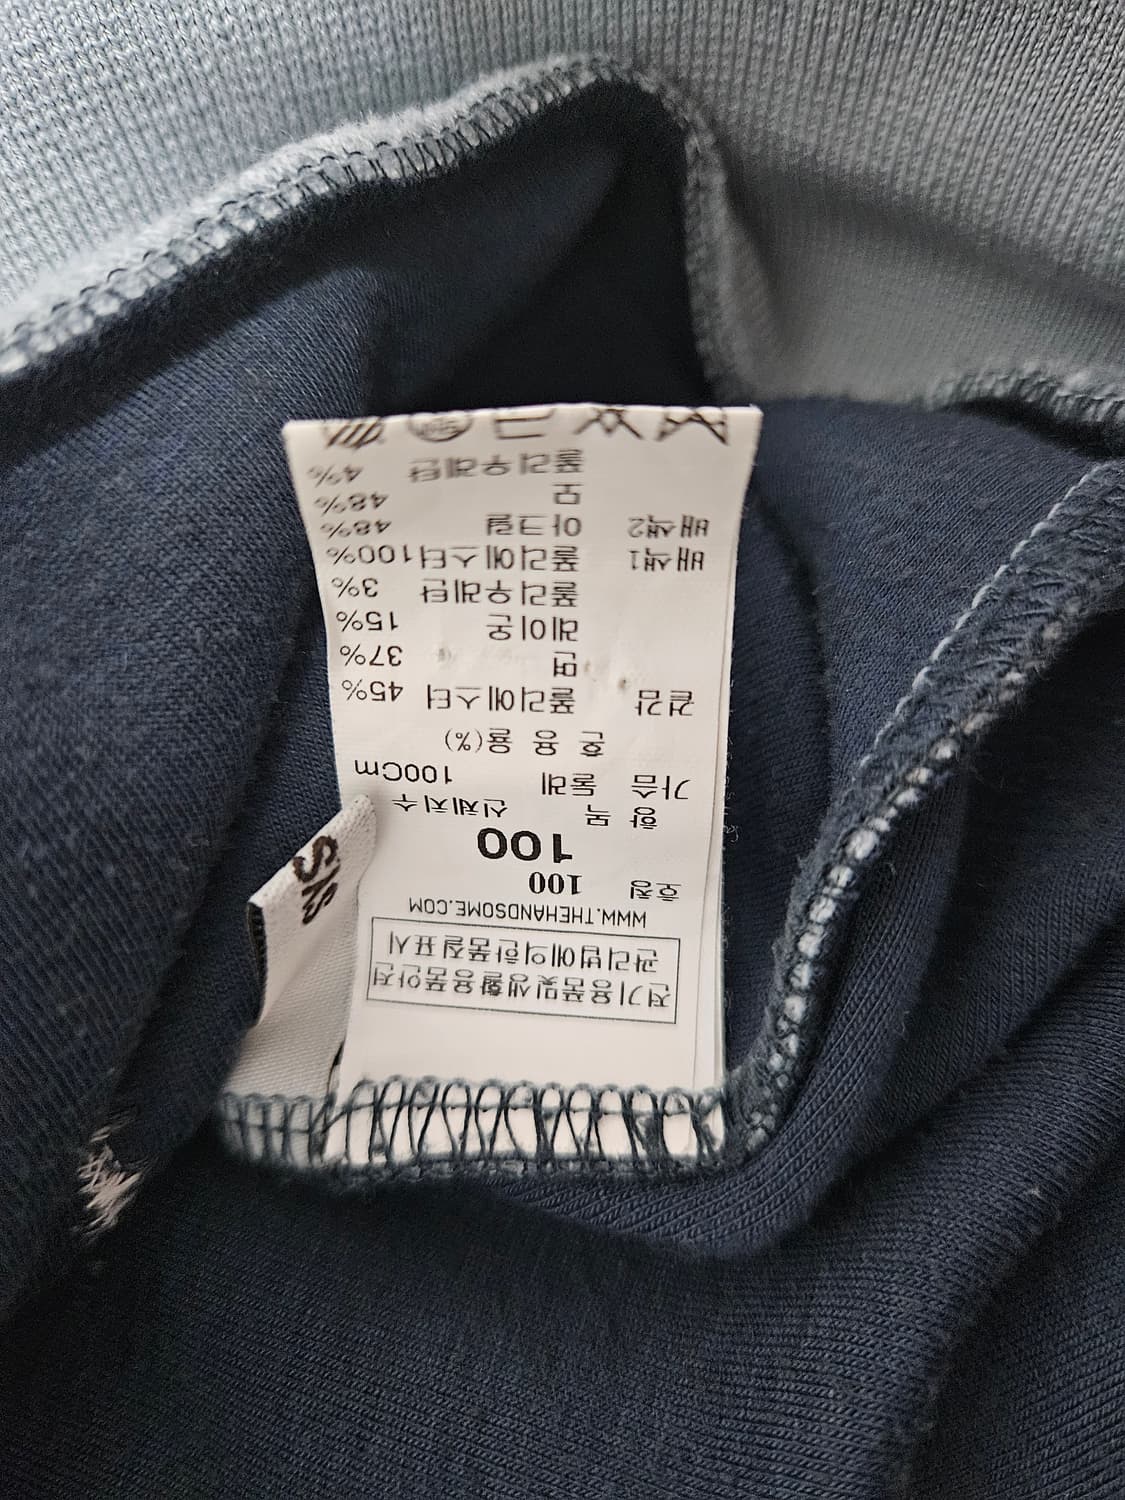 전기용품및생활용품안전
관리법에의한품질표시
WWW.THEHANDSOME.COM
호칭 100
100
항 목 신체치수
가슴 둘레 100Cm
혼 용 율(%)
겉감 폴리에스터 45%
면 37%
레이온 15%
폴리우레탄 3%
배색1 폴리에스터100%
배색2 아크릴 48%
모 48%
폴리우레탄 4%